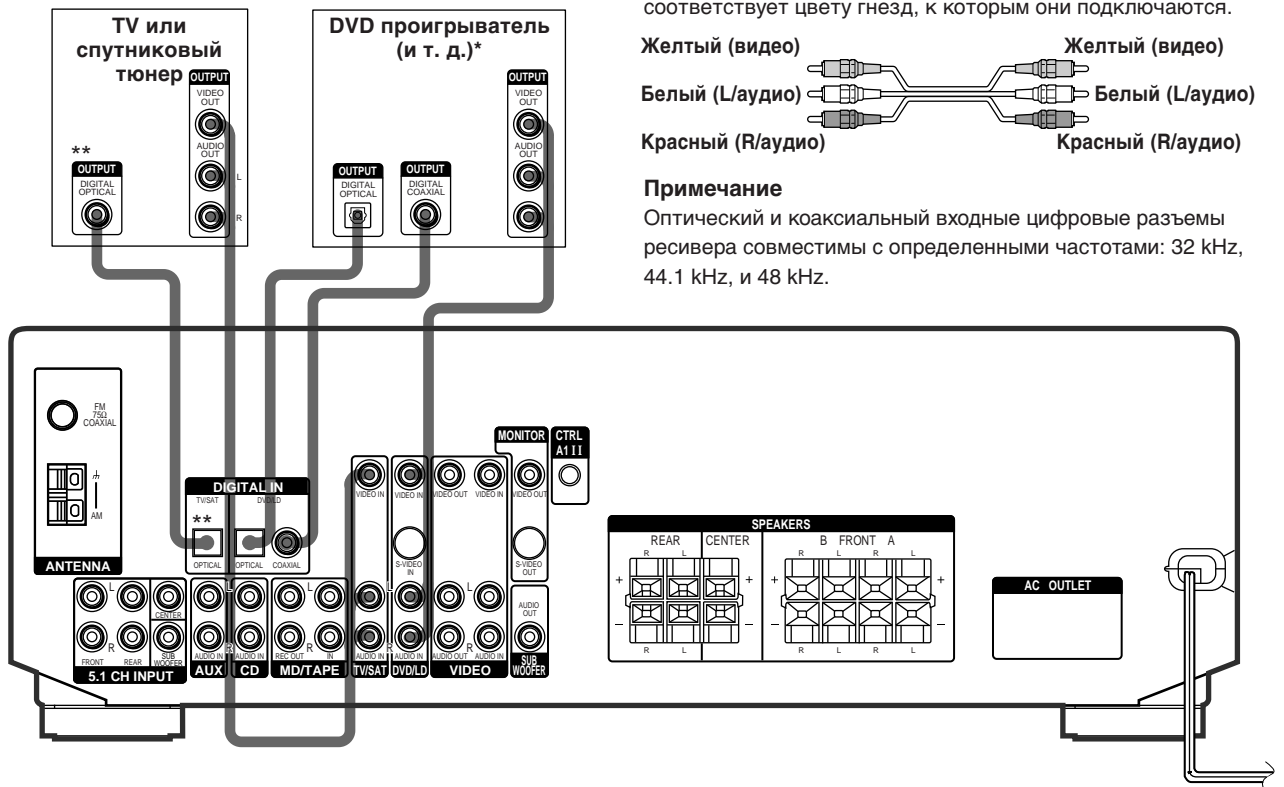 соответствует цвету гнезд, к которым они подключаются.
TV или
спутниковый
тюнер
DVD проигрыватель
(и т. д.)*
Желтый (видео)
Желтый (видео)
Белый (L/аудио)
Белый (L/аудио)
Красный (R/аудио)
Красный (R/аудио)
Примечание
Оптический и коаксиальный входные цифровые разъемы
ресивера совместимы с определенными частотами: 32 kHz,
44.1 kHz, и 48 kHz.
OUTPUT
VIDEO
OUT
AUDIO
OUT
L
R
**
OUTPUT
DIGITAL
OPTICAL
OUTPUT
DIGITAL
OPTICAL
OUTPUT
DIGITAL
COAXIAL
OUTPUT
VIDEO
OUT
AUDIO
OUT
FM
75Ω
COAXIAL
AM
ANTENNA
DIGITAL IN
TV/SAT
DVD/LD
**
OPTICAL
OPTICAL
COAXIAL
MONITOR
CTRL
A1 II
VIDEO IN
VIDEO IN
VIDEO OUT
VIDEO IN
VIDEO OUT
S-VIDEO
IN
S-VIDEO
OUT
L
L
L
L
L
CENTER
AUDIO
OUT
R
R
R
R
R
FRONT
REAR
SUB
WOOFER
AUDIO IN
AUDIO IN
REC OUT
IN
AUDIO IN
AUDIO IN
AUDIO OUT
AUDIO IN
5.1 CH INPUT
AUX
CD
MD/TAPE
TV/SAT
DVD/LD
VIDEO
SUB
WOOFER
SPEAKERS
REAR
CENTER
B FRONT A
R L
R L R L
+ +
+ +
– –
– –
R L
R L R L
AC OUTLET